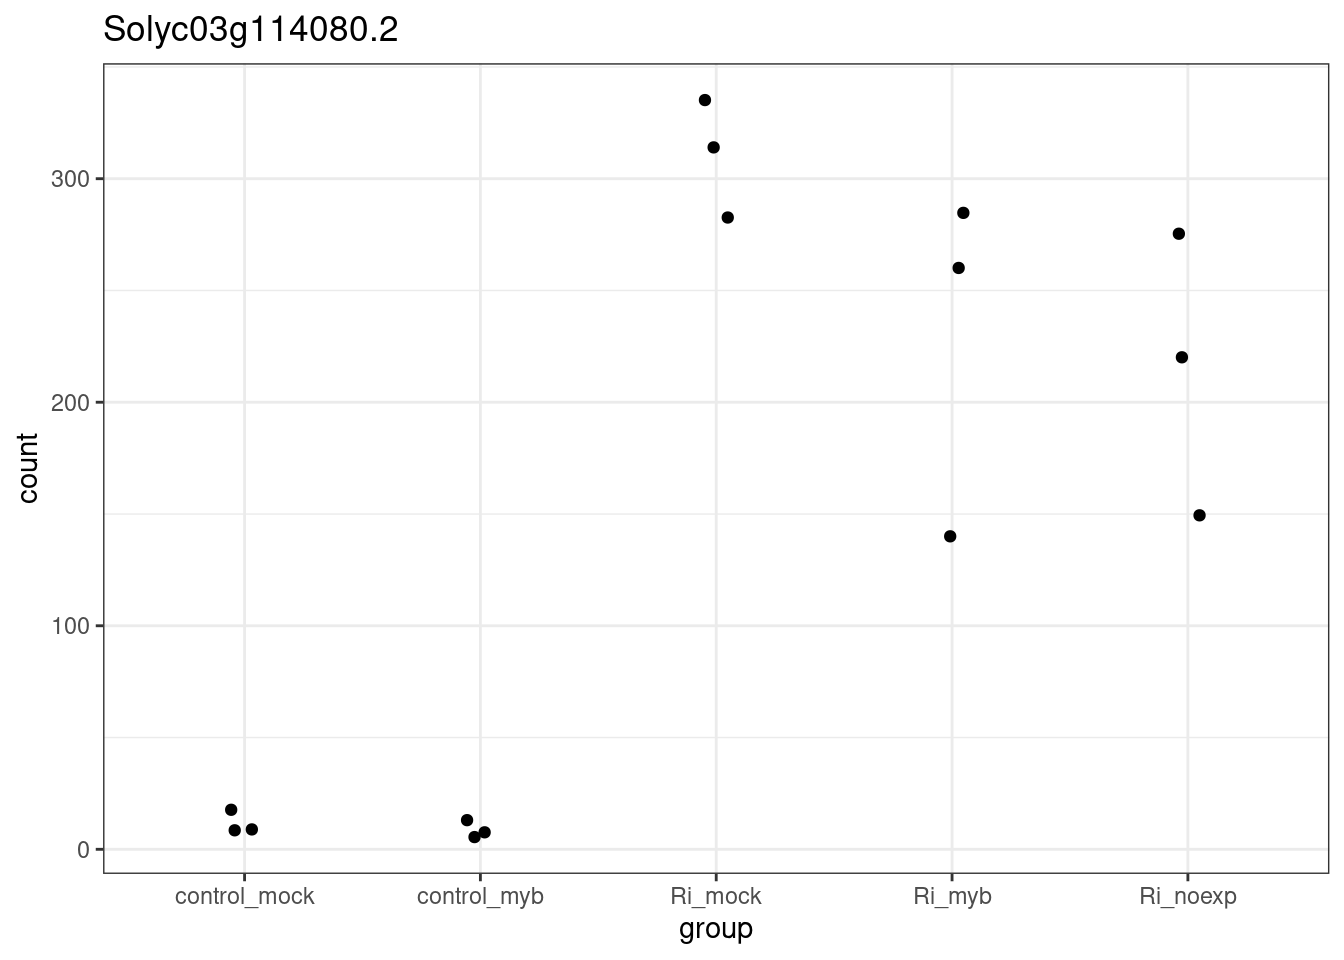 Solyc03g114080.2
300
200
100
0
count
control_mock
control_myb
Ri_mock
Ri_myb
Ri_noexp
group